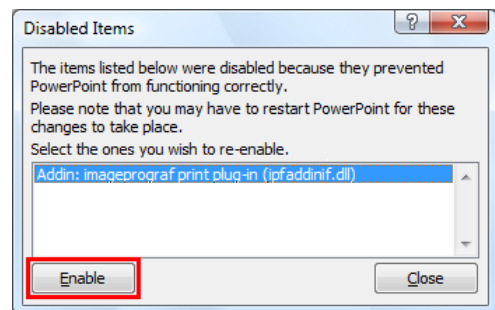 Disabled Items
The items listed below were disabled because they prevented
PowerPoint from functioning correctly.
Please note that you may have to restart PowerPoint for these
changes to take place.
Select the ones you wish to re-enable.
Addin: imageprograf print plug-in (ipfaddinif.dll)
Enable
Close